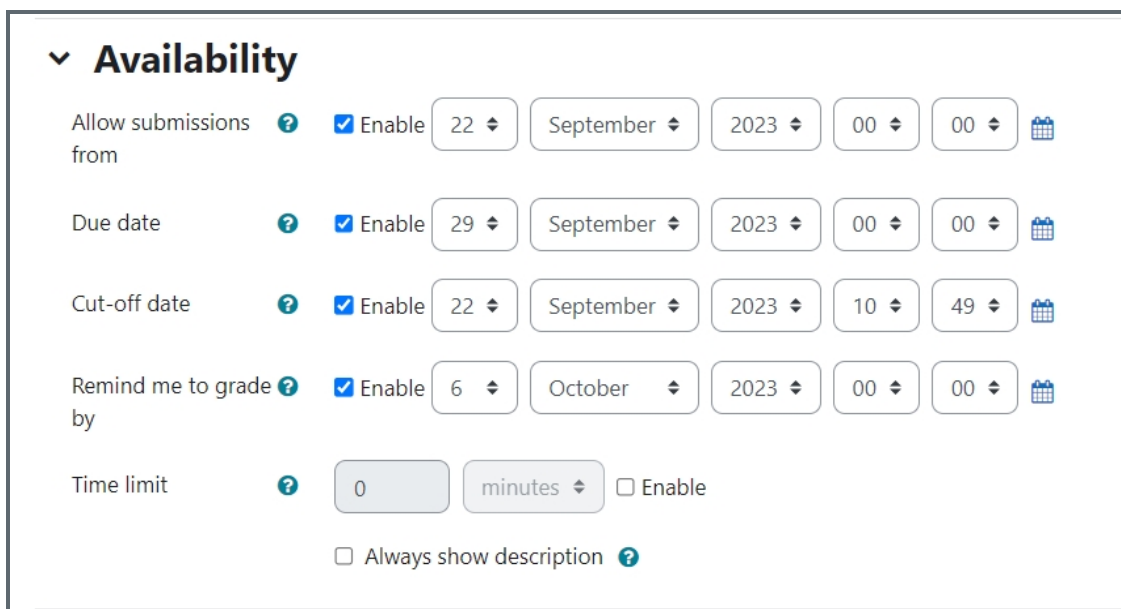 Availability
Allow submissions from Enable 22 September 2023 00 00
Due date Enable 29 September 2023 00 00
Cut-off date Enable 22 September 2023 10 49
Remind me to grade by Enable 6 October 2023 00 00
Time limit 0 minutes Enable
Always show description